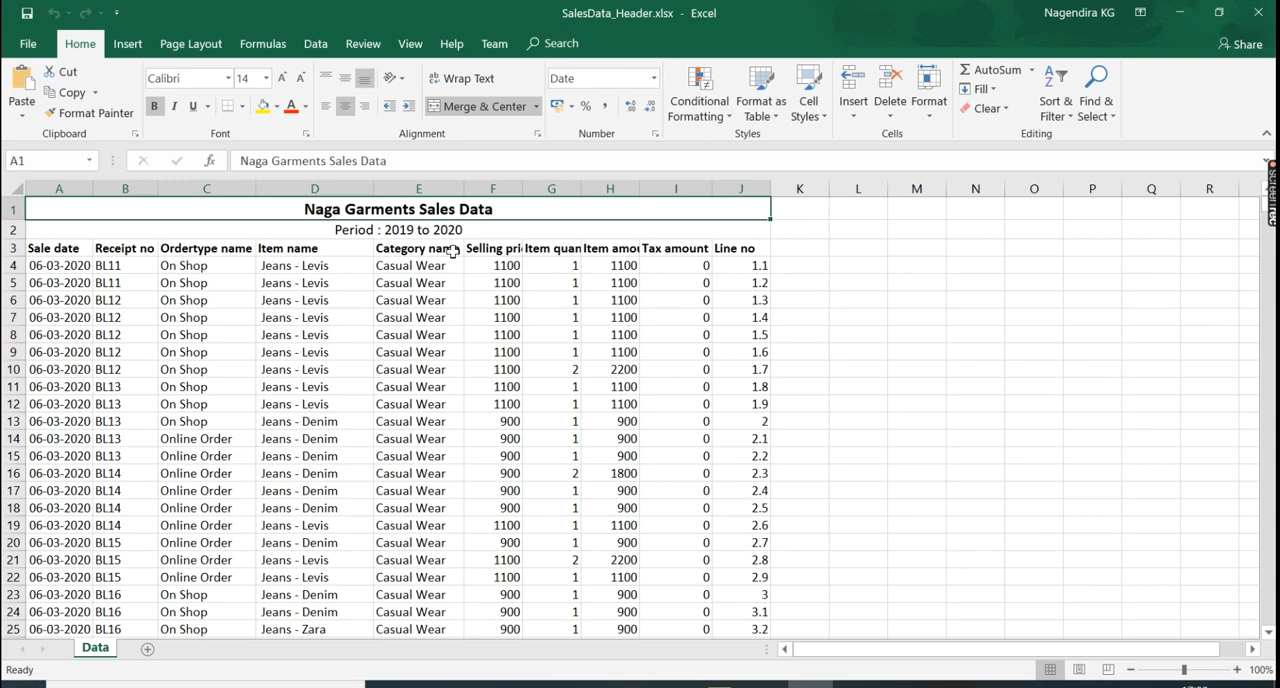 SalesData_Header.xlsx - Excel
Nagendira KG
File Home Insert Page Layout Formulas Data Review View Help Team Search Share
Paste
Cut
Copy
Format Painter
Clipboard
Calibri 14 A A
B I U A
Font
Wrap Text
Merge & Center
Alignment
Date
%
Number
Conditional Formatting
Format as Table
Cell Styles
Styles
Insert Delete Format
Cells
AutoSum
Fill
Clear
Sort & Filter
Find & Select
Editing
A1 fx Naga Garments Sales Data
A B C D E F G H I J K L M N O P Q R
1 Naga Garments Sales Data
2 Period : 2019 to 2020
3 Sale date Receipt no Ordertype name Item name Category nam Selling pri Item quan Item amou Tax amount Line no
4 06-03-2020 BL11 On Shop Jeans - Levis Casual Wear 1100 1 1100 0 1.1
5 06-03-2020 BL11 On Shop Jeans - Levis Casual Wear 1100 1 1100 0 1.2
6 06-03-2020 BL12 On Shop Jeans - Levis Casual Wear 1100 1 1100 0 1.3
7 06-03-2020 BL12 On Shop Jeans - Levis Casual Wear 1100 1 1100 0 1.4
8 06-03-2020 BL12 On Shop Jeans - Levis Casual Wear 1100 1 1100 0 1.5
9 06-03-2020 BL12 On Shop Jeans - Levis Casual Wear 1100 1 1100 0 1.6
10 06-03-2020 BL12 On Shop Jeans - Levis Casual Wear 1100 2 2200 0 1.7
11 06-03-2020 BL13 On Shop Jeans - Levis Casual Wear 1100 1 1100 0 1.8
12 06-03-2020 BL13 On Shop Jeans - Levis Casual Wear 1100 1 1100 0 1.9
13 06-03-2020 BL13 On Shop Jeans - Denim Casual Wear 900 1 900 0 2
14 06-03-2020 BL13 Online Order Jeans - Denim Casual Wear 900 1 900 0 2.1
15 06-03-2020 BL13 Online Order Jeans - Denim Casual Wear 900 1 900 0 2.2
16 06-03-2020 BL14 Online Order Jeans - Denim Casual Wear 900 2 1800 0 2.3
17 06-03-2020 BL14 Online Order Jeans - Denim Casual Wear 900 1 900 0 2.4
18 06-03-2020 BL14 Online Order Jeans - Denim Casual Wear 900 1 900 0 2.5
19 06-03-2020 BL14 Online Order Jeans - Levis Casual Wear 1100 1 1100 0 2.6
20 06-03-2020 BL15 Online Order Jeans - Denim Casual Wear 900 1 900 0 2.7
21 06-03-2020 BL15 Online Order Jeans - Levis Casual Wear 1100 2 2200 0 2.8
22 06-03-2020 BL15 Online Order Jeans - Levis Casual Wear 1100 1 1100 0 2.9
23 06-03-2020 BL16 On Shop Jeans - Denim Casual Wear 900 1 900 0 3
24 06-03-2020 BL16 On Shop Jeans - Denim Casual Wear 900 1 900 0 3.1
25 06-03-2020 BL16 On Shop Jeans - Zara Casual Wear 900 1 900 0 3.2
Data
Ready
100%
screenrec